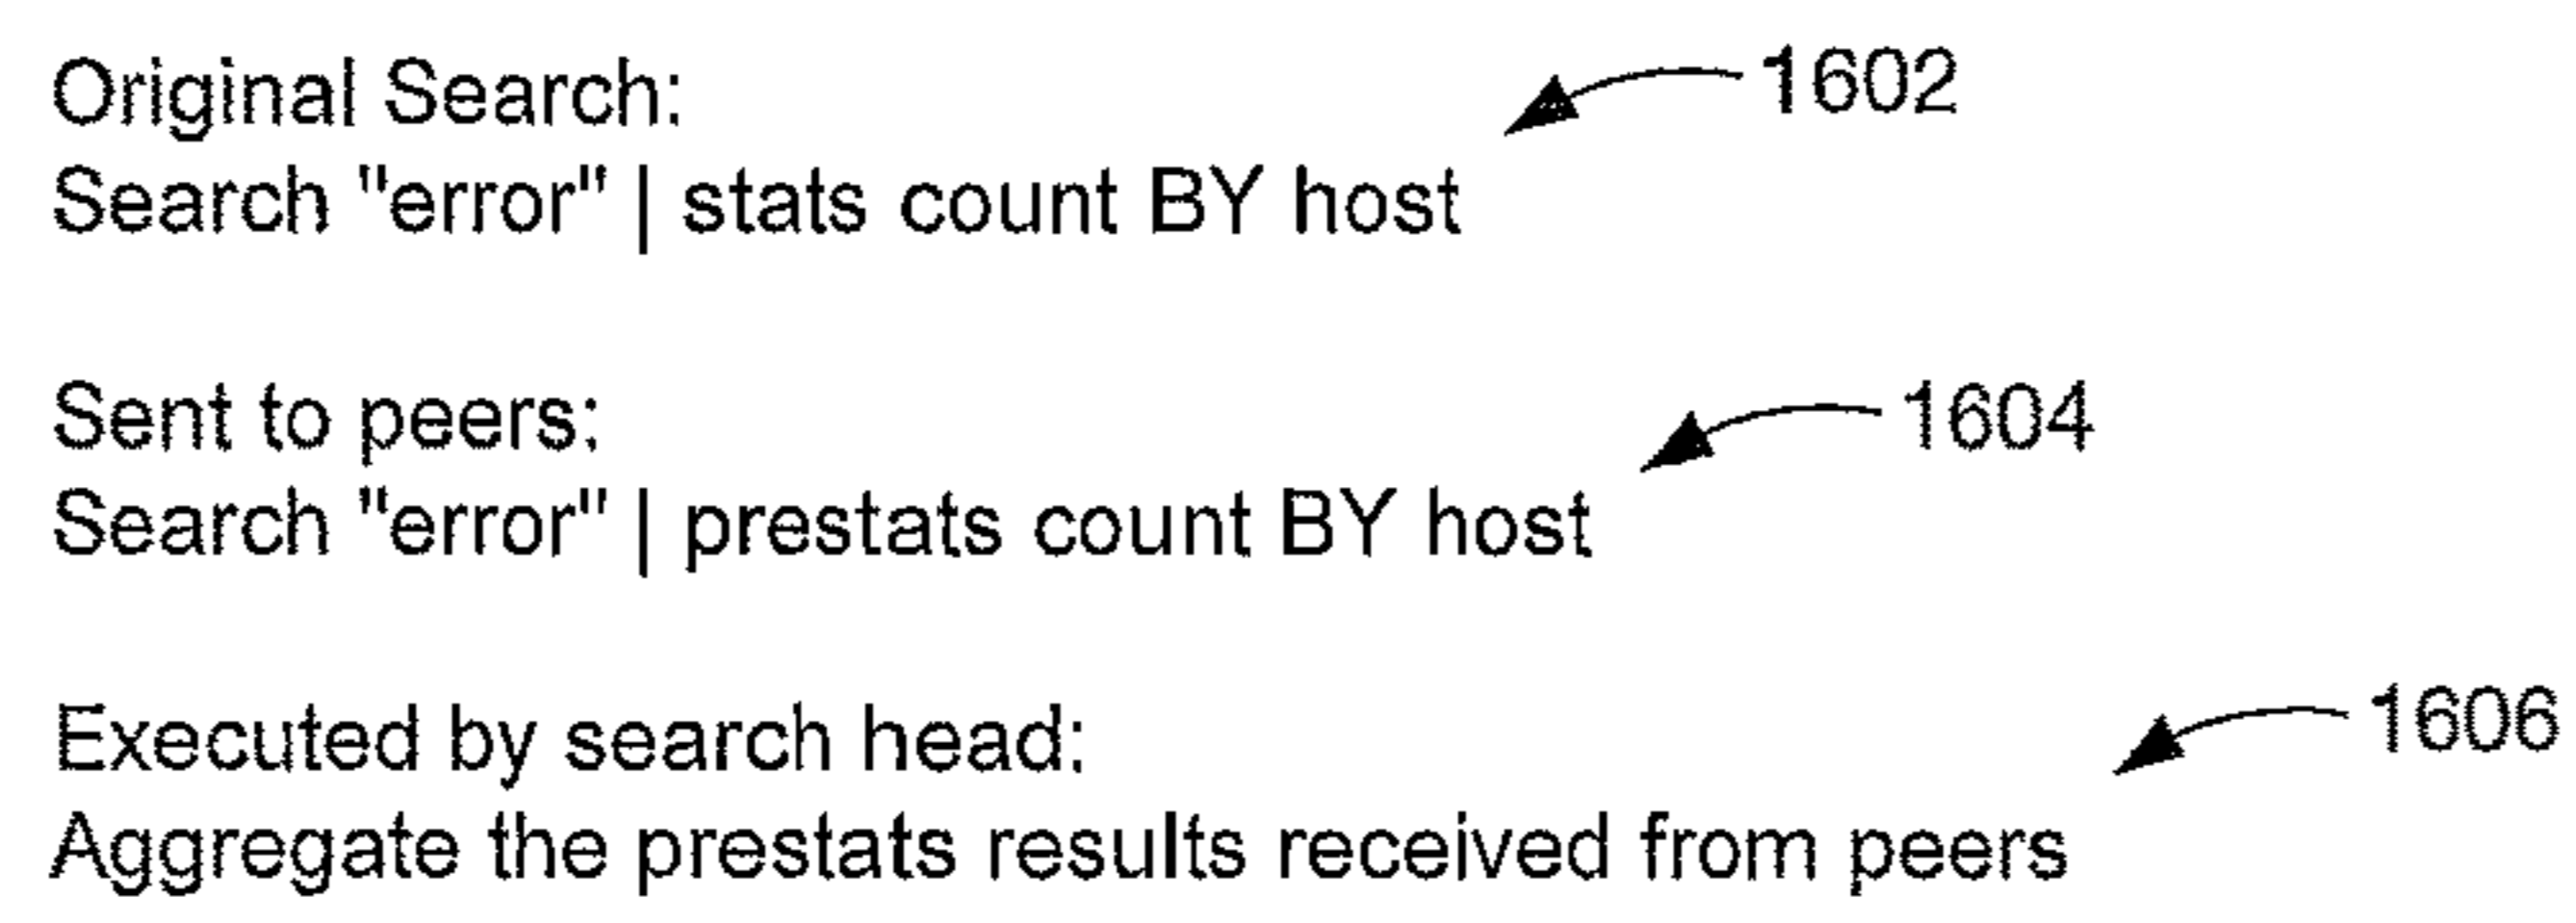 Original Search:
1602
Search "error" | stats count BY host
Sent to peers:
1604
Search "error" | prestats count BY host
Executed by search head:
1606
Aggregate the prestats results received from peers